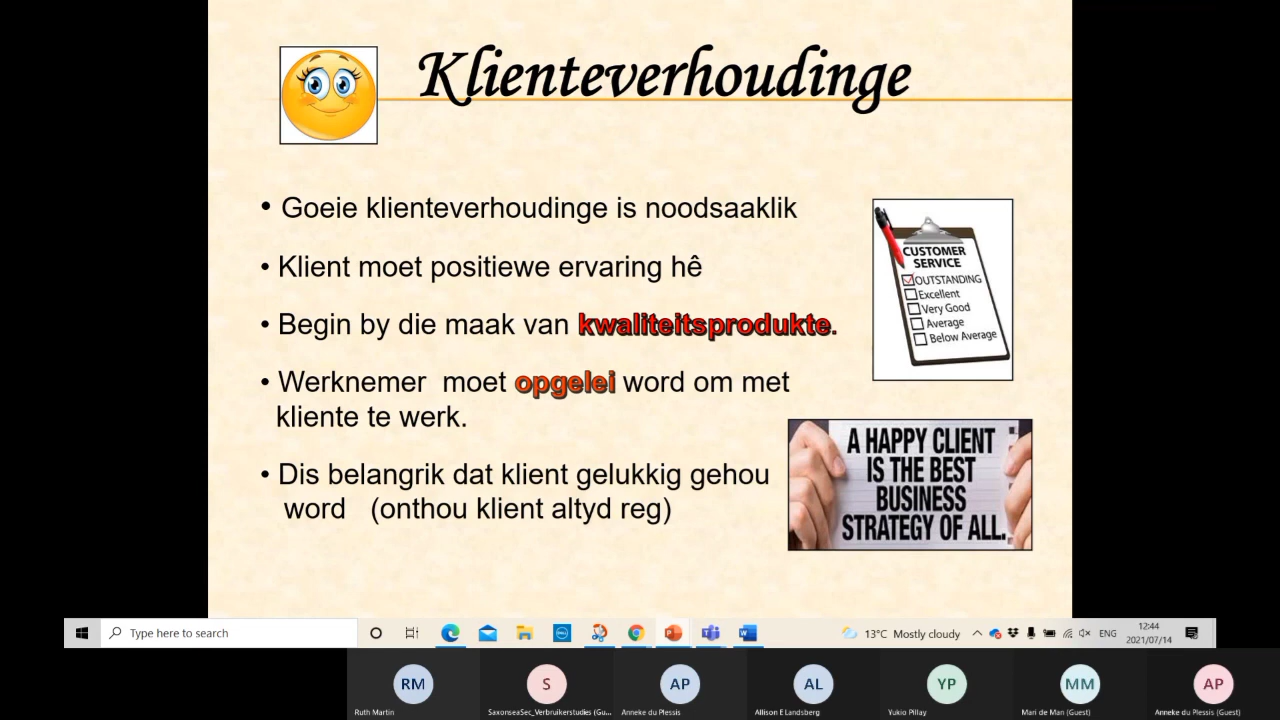 Klienteverhoudinge
• Goeie klienteverhoudinge is noodsaaklik
• Klient moet positiewe ervaring hê
• Begin by die maak van kwaliteitsprodukte.
• Werknemer moet opgelei word om met
kliente te werk.
• Dis belangrik dat klient gelukkig gehou
word (onthou klient altyd reg)
CUSTOMER
SERVICE
OUTSTANDING
Excellent
Very Good
Average
Below Average
A HAPPY CLIENT
IS THE BEST
BUSINESS
STRATEGY OF ALL.
Type here to search
13°C Mostly cloudy
ENG
12:44
2021/07/14
RM
S
AP
AL
YP
MM
AP
Ruth Martin
SaxonseaSec_Verbruikerstudies (Gu...
Anneke du Plessis
Allison E Landsberg
Yukio Pillay
Mari de Man (Guest)
Anneke du Plessis (Guest)